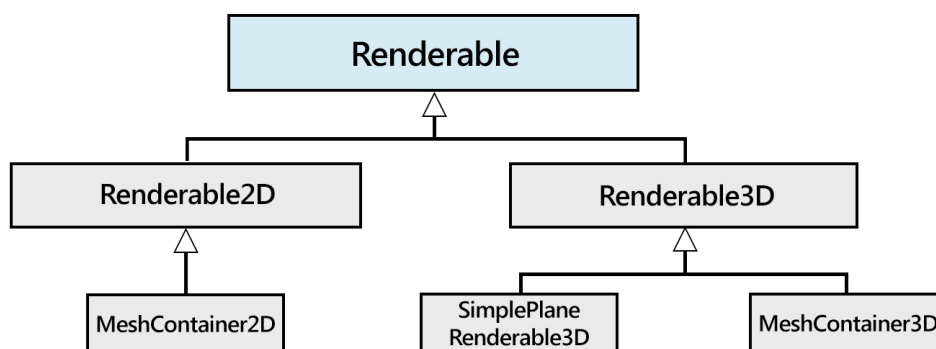 Renderable
Renderable2D
Renderable3D
MeshContainer2D
SimplePlane
Renderable3D
MeshContainer3D